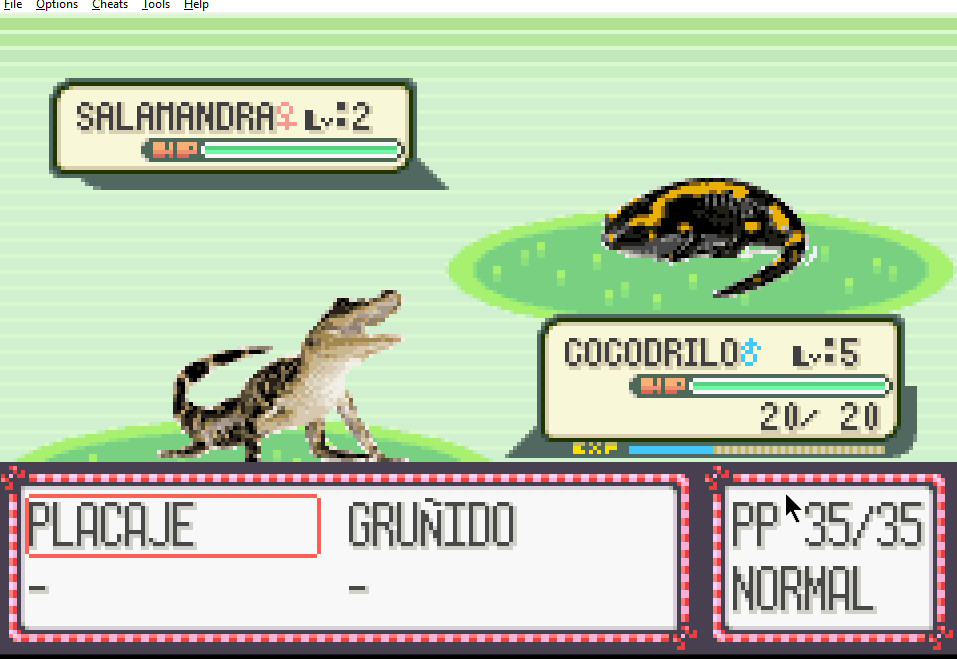 File Options Cheats Tools Help
SALAMANDRA♀ Lv:2
HP
COCODRILO♂ Lv:5
HP
20/ 20
EXP
PLACAJE GRUÑIDO
- -
PP 35/35
NORMAL